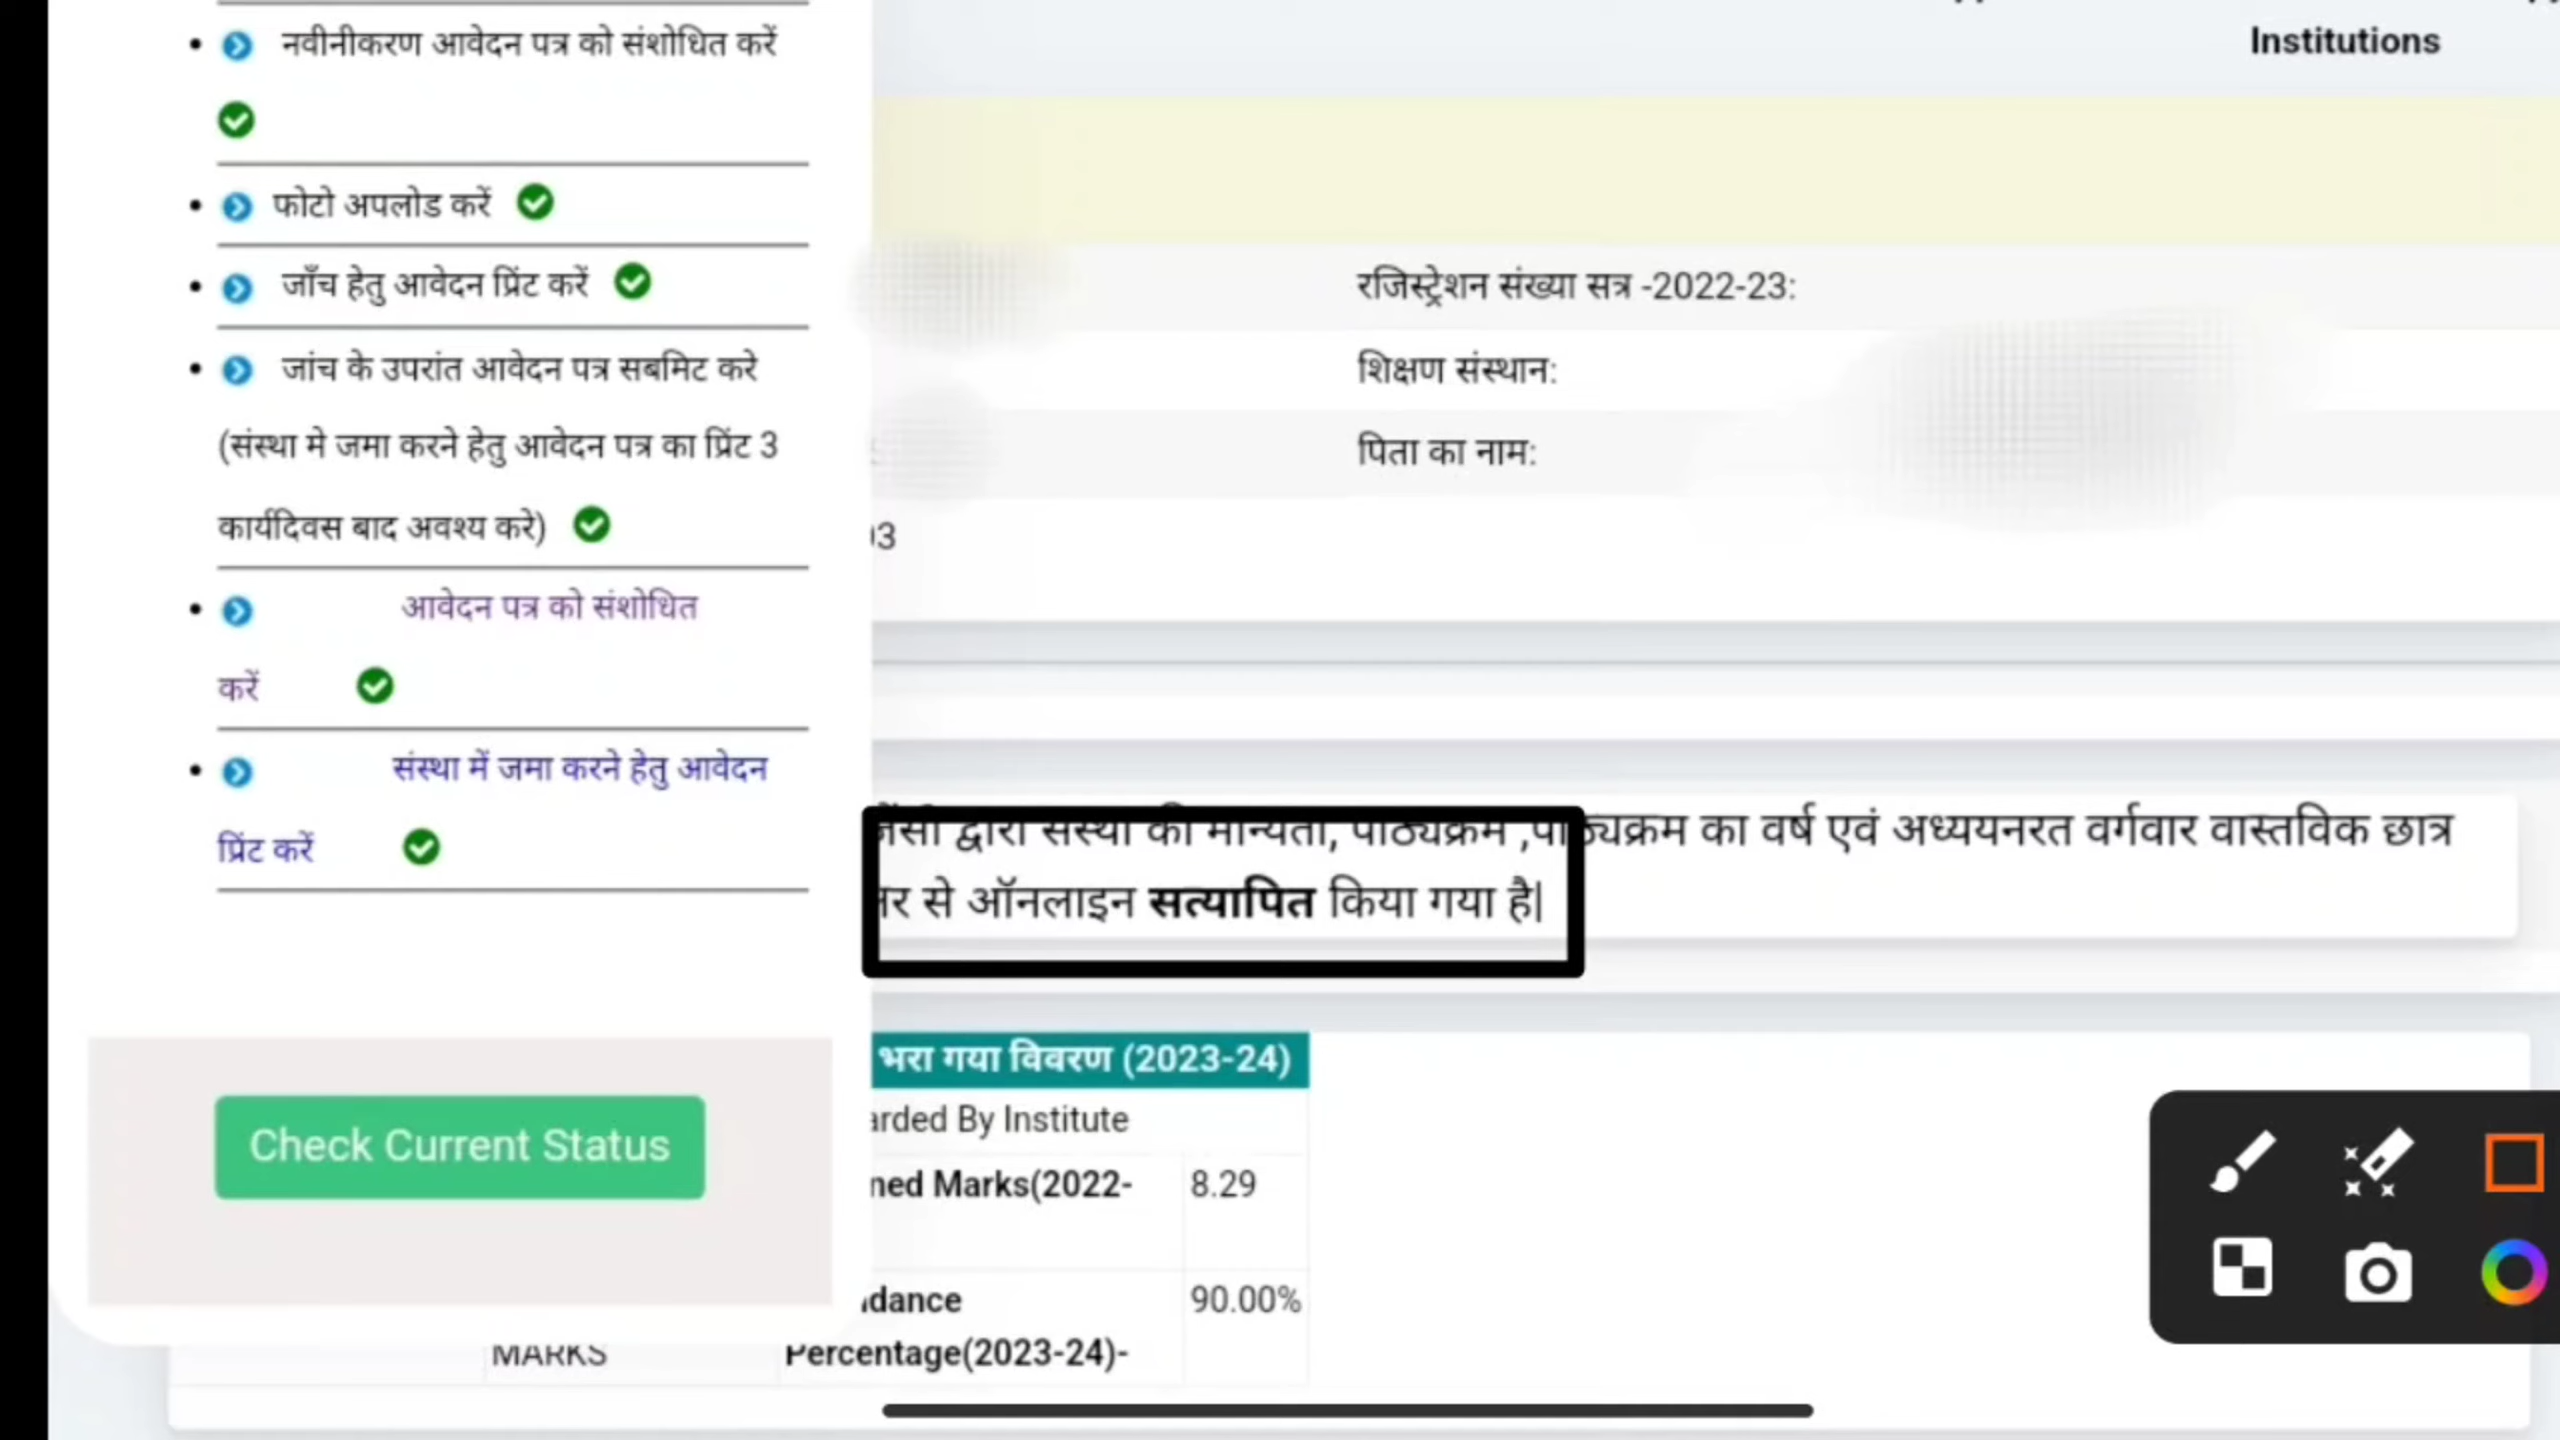 नवीनीकरण आवेदन पत्र को संशोधित करें
फोटो अपलोड करें
जाँच हेतु आवेदन प्रिंट करें
जांच के उपरांत आवेदन पत्र सबमिट करे
(संस्था मे जमा करने हेतु आवेदन पत्र का प्रिंट 3
कार्यदिवस बाद अवश्य करे)
आवेदन पत्र को संशोधित
करें
संस्था में जमा करने हेतु आवेदन
प्रिंट करें
Check Current Status
Institutions
रजिस्ट्रेशन संख्या सत्र -2022-23:
शिक्षण संस्थान:
पिता का नाम:
03
द्वारा संस्था की मान्यता, पाठ्यक्रम ,पाठ्यक्रम का वर्ष एवं अध्ययनरत वर्गवार वास्तविक छात्र
से ऑनलाइन सत्यापित किया गया है|
भरा गया विवरण (2023-24)
By Institute
Marks(2022- 8.29
90.00%
MARKS Percentage(2023-24)-